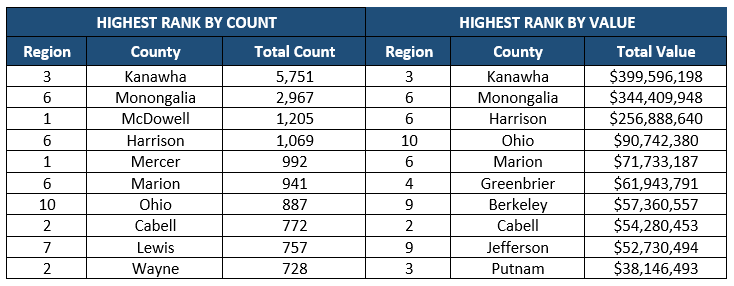 HIGHEST RANK BY COUNT HIGHEST RANK BY VALUE
Region County Total Count Region County Total Value
3 Kanawha 5,751 3 Kanawha $399,596,198
6 Monongalia 2,967 6 Monongalia $344,409,948
1 McDowell 1,205 6 Harrison $256,888,640
6 Harrison 1,069 10 Ohio $90,742,380
1 Mercer 992 6 Marion $71,733,187
6 Marion 941 4 Greenbrier $61,943,791
10 Ohio 887 9 Berkeley $57,360,557
2 Cabell 772 2 Cabell $54,280,453
7 Lewis 757 9 Jefferson $52,730,494
2 Wayne 728 3 Putnam $38,146,493